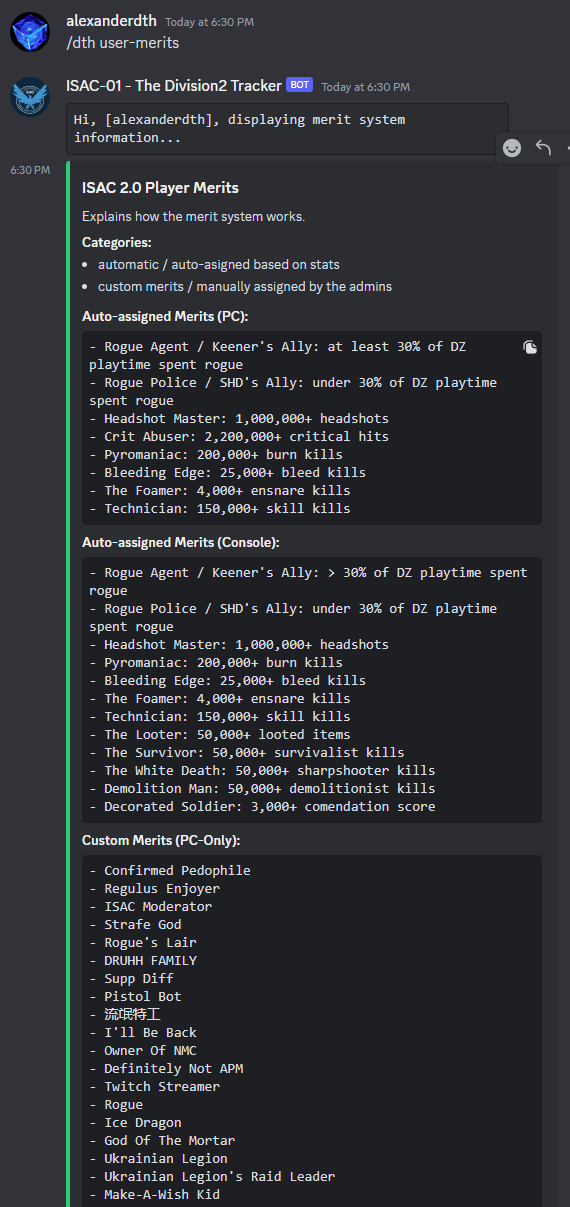 alexanderdth Today at 6:30 PM
/dth user-merits
ISAC-01 - The Division2 Tracker BOT Today at 6:30 PM
Hi, [alexanderdth], displaying merit system
information...
6:30 PM
ISAC 2.0 Player Merits
Explains how the merit system works.
Categories:
• automatic / auto-asigned based on stats
• custom merits / manually assigned by the admins
Auto-assigned Merits (PC):
- Rogue Agent / Keener's Ally: at least 30% of DZ
playtime spent rogue
- Rogue Police / SHD's Ally: under 30% of DZ playtime
spent rogue
- Headshot Master: 1,000,000+ headshots
- Crit Abuser: 2,200,000+ critical hits
- Pyromaniac: 200,000+ burn kills
- Bleeding Edge: 25,000+ bleed kills
- The Foamer: 4,000+ ensnare kills
- Technician: 150,000+ skill kills
Auto-assigned Merits (Console):
- Rogue Agent / Keener's Ally: > 30% of DZ playtime spent
rogue
- Rogue Police / SHD's Ally: under 30% of DZ playtime
spent rogue
- Headshot Master: 1,000,000+ headshots
- Pyromaniac: 200,000+ burn kills
- Bleeding Edge: 25,000+ bleed kills
- The Foamer: 4,000+ ensnare kills
- Technician: 150,000+ skill kills
- The Looter: 50,000+ looted items
- The Survivor: 50,000+ survivalist kills
- The White Death: 50,000+ sharpshooter kills
- Demolition Man: 50,000+ demolitionist kills
- Decorated Soldier: 3,000+ comendation score
Custom Merits (PC-Only):
- Confirmed Pedophile
- Regulus Enjoyer
- ISAC Moderator
- Strafe God
- Rogue's Lair
- DRUHH FAMILY
- Supp Diff
- Pistol Bot
- 流氓特工
- I'll Be Back
- Owner Of NMC
- Definitely Not APM
- Twitch Streamer
- Rogue
- Ice Dragon
- God Of The Mortar
- Ukrainian Legion
- Ukrainian Legion's Raid Leader
- Make-A-Wish Kid